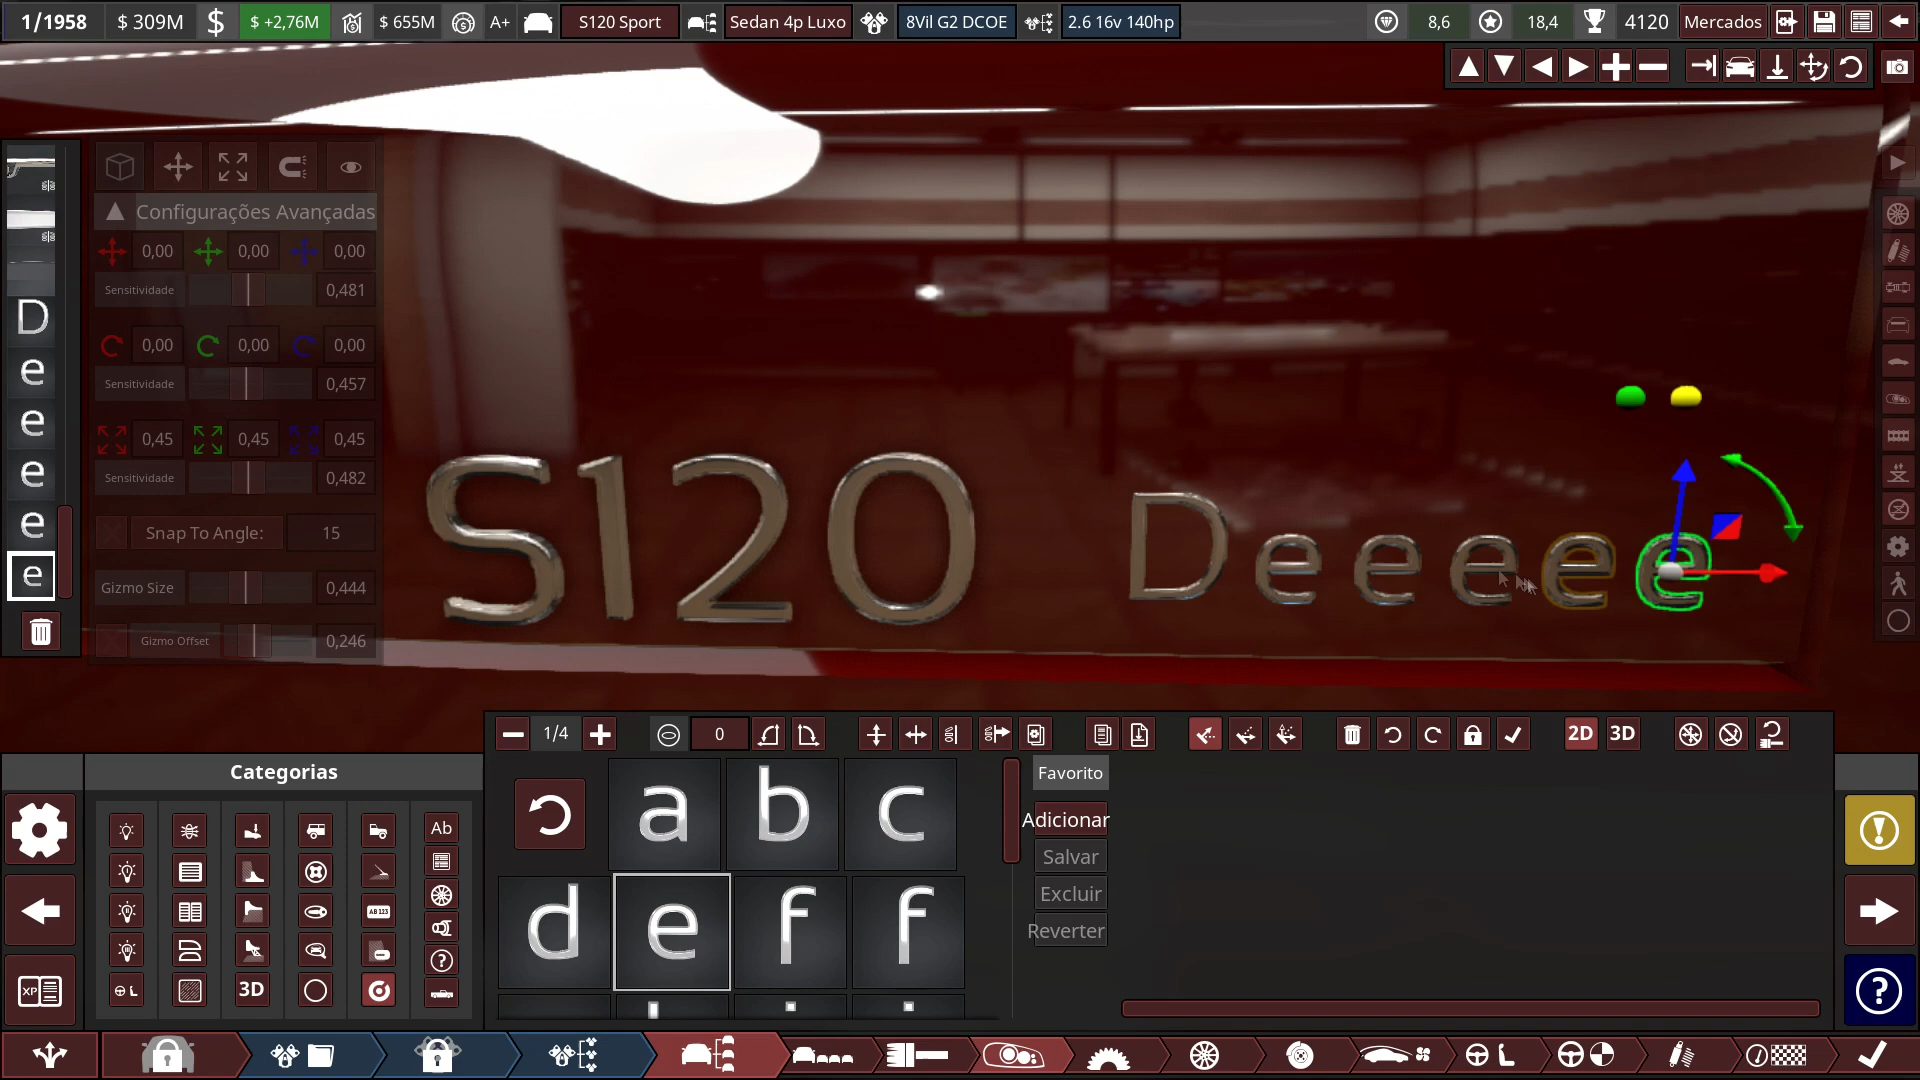 1/1958 $ 309M $ +2,76M $ 655M A+ S120 Sport Sedan 4p Luxo 8Vil G2 DCOE 2.6 16v 140hp 8,6 18,4 4120 Mercados
Configurações Avançadas
0,00 0,00 0,00
Sensitividade 0,481
0,00 0,00 0,00
Sensitividade 0,457
0,45 0,45 0,45
Sensitividade 0,482
Snap To Angle: 15
Gizmo Size 0,444
Gizmo Offset 0,246
D
e
e
e
e
e
S120 Deeeee
1/4 0 2D 3D
Categorias
Ab
AB 123
3D
XP
a b c
d e f f
Favorito
Adicionar
Salvar
Excluir
Reverter